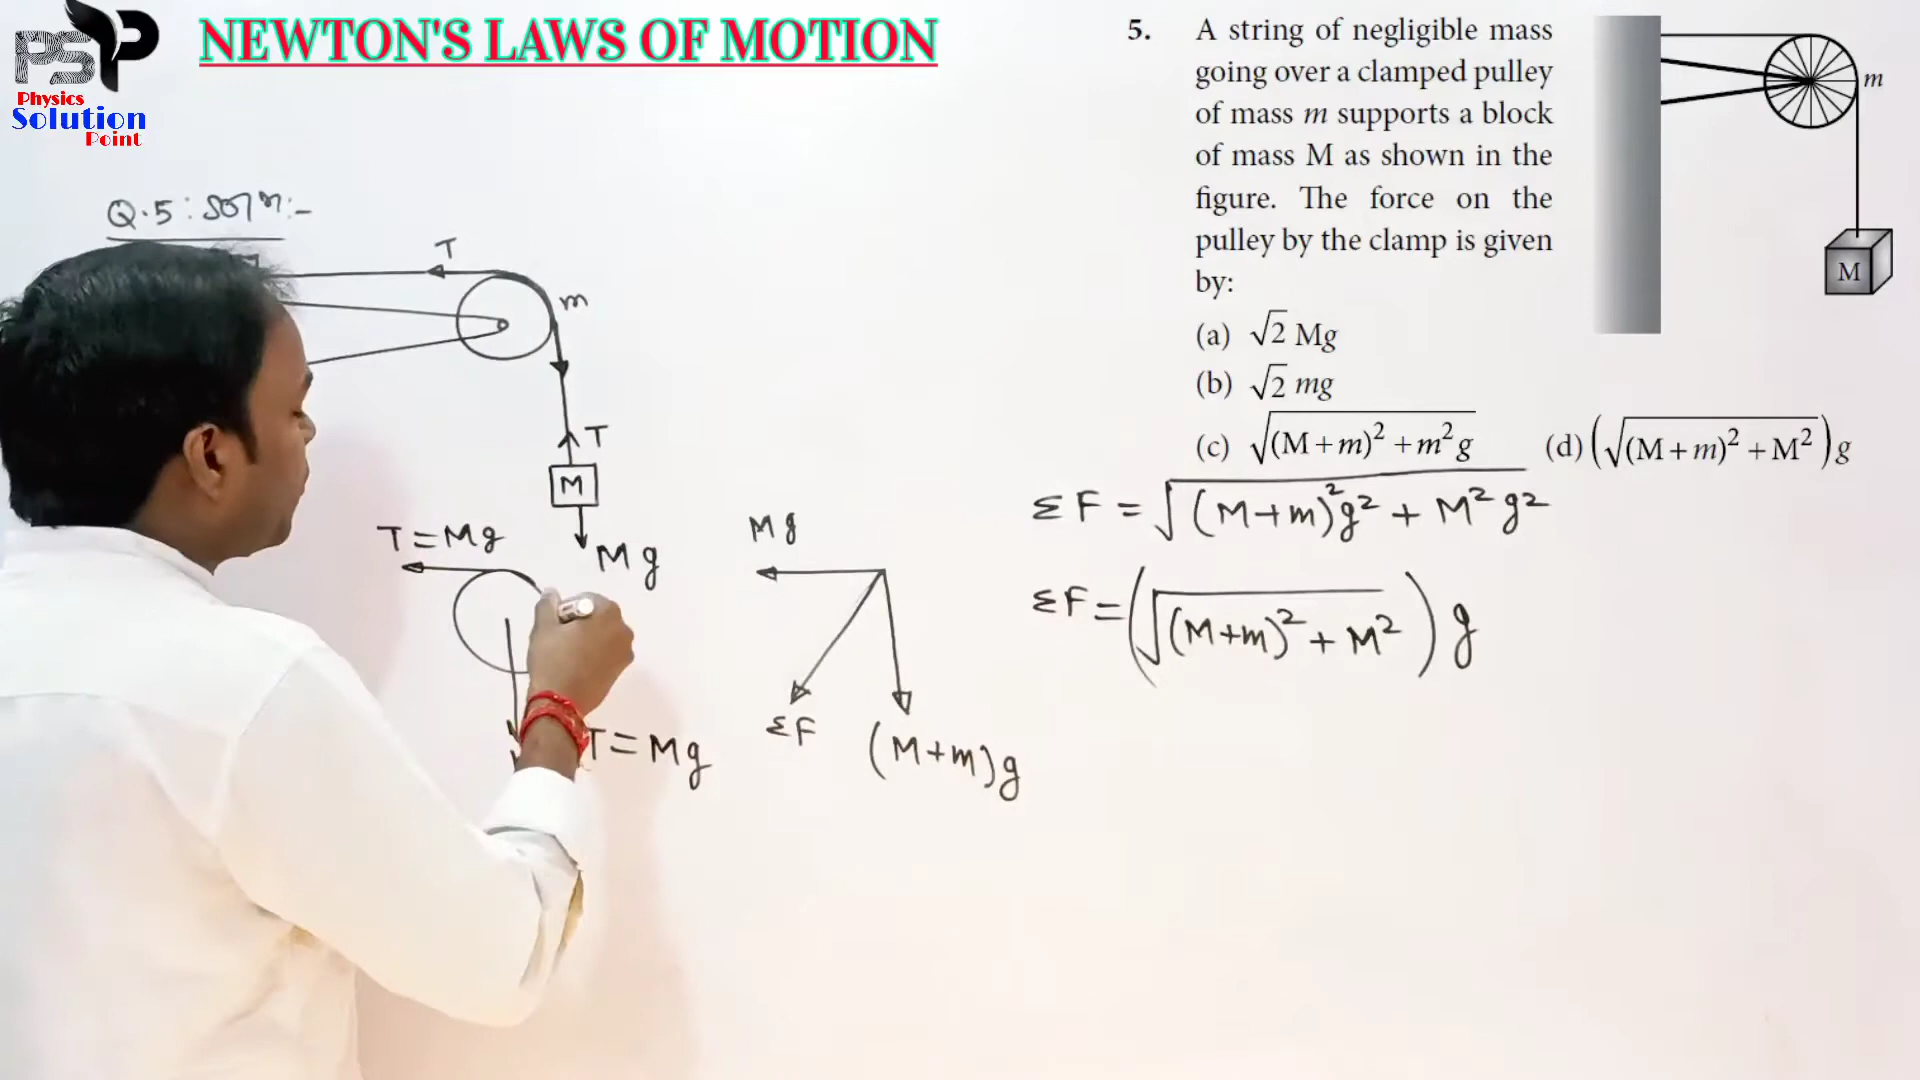 PSP
Physics
Solution
Point
NEWTON'S LAWS OF MOTION
5. A string of negligible mass
going over a clamped pulley
of mass m supports a block
of mass M as shown in the
figure. The force on the
pulley by the clamp is given
by:
(a) √2 Mg
(b) √2 mg
(c) √(M+m)² + m² g (d) (√(M+m)² + M²) g
m
M
Q.5: Solⁿ:-
T
m
T
M
Mg
T = Mg
T = Mg
Mg
ΣF
(M+m)g
ΣF = √(M+m)²g² + M²g²
ΣF = (√(M+m)² + M²) g